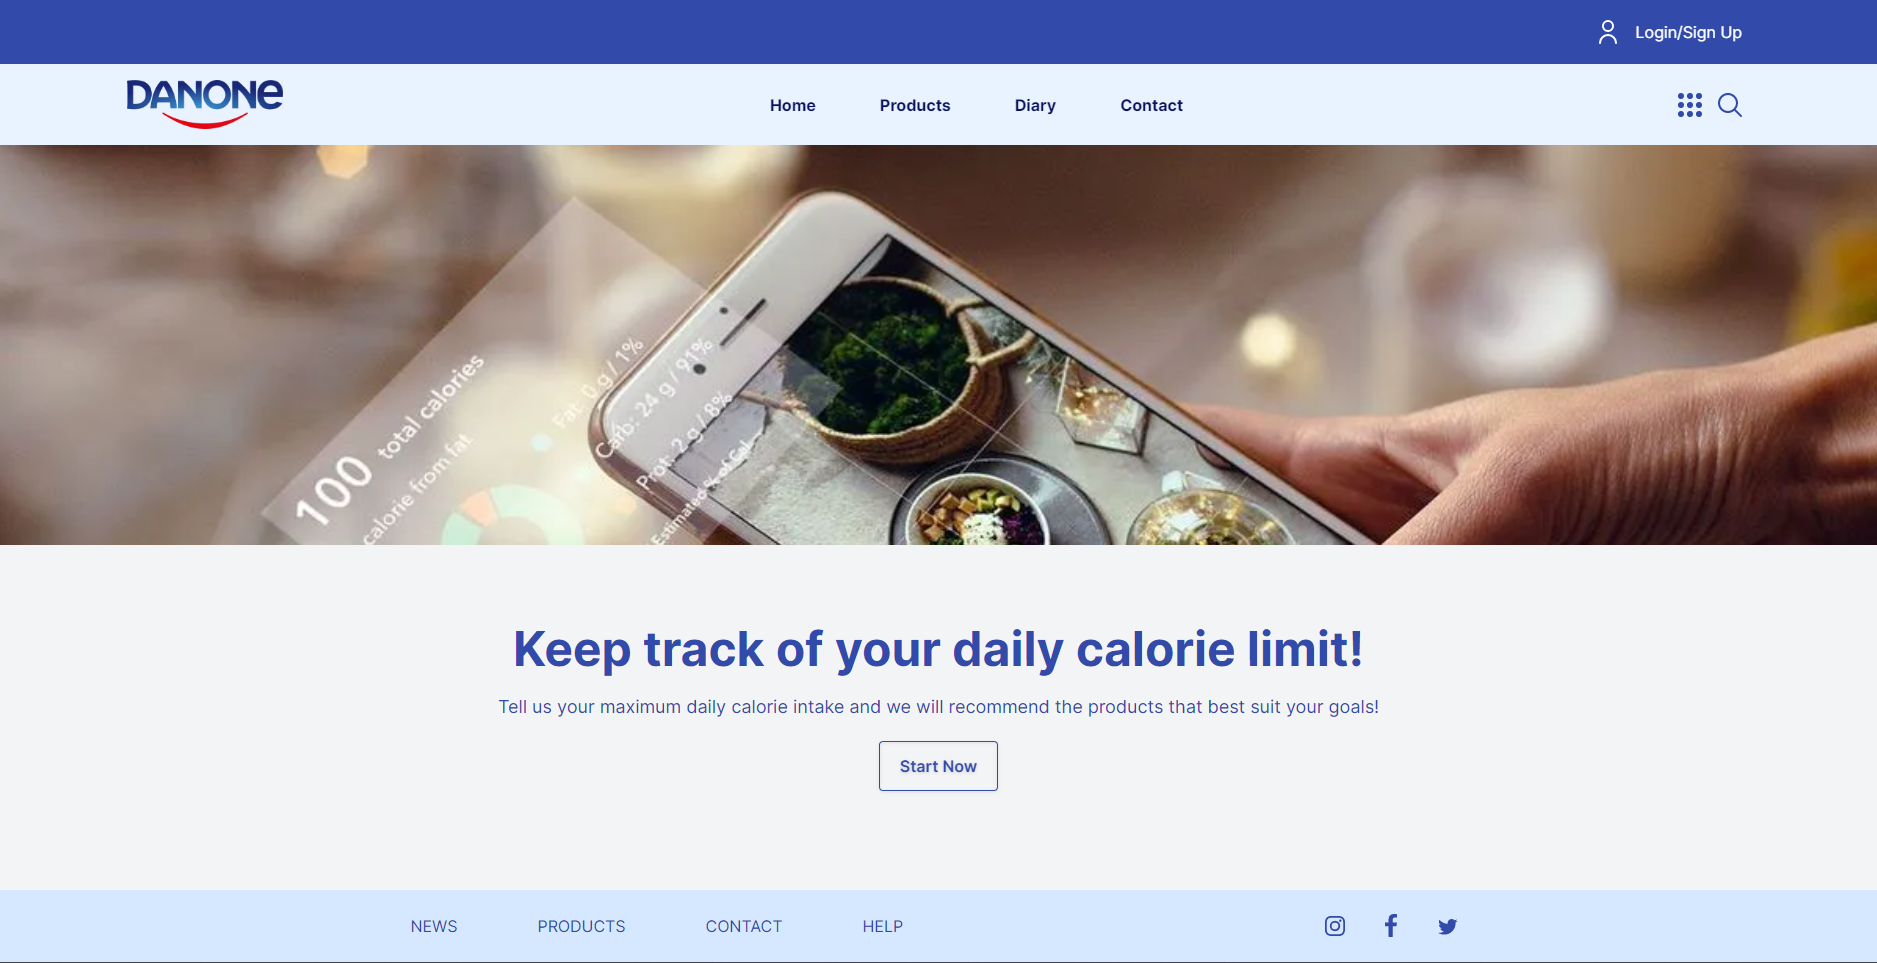 Login/Sign Up
DANONE
Home Products Diary Contact
100 total calories
calorie from fat
Fat: 0 g / 1%
Carb: 24 g / 91%
Prot: 2 g / 8%
Estimated % of Cal
Keep track of your daily calorie limit!
Tell us your maximum daily calorie intake and we will recommend the products that best suit your goals!
Start Now
NEWS PRODUCTS CONTACT HELP